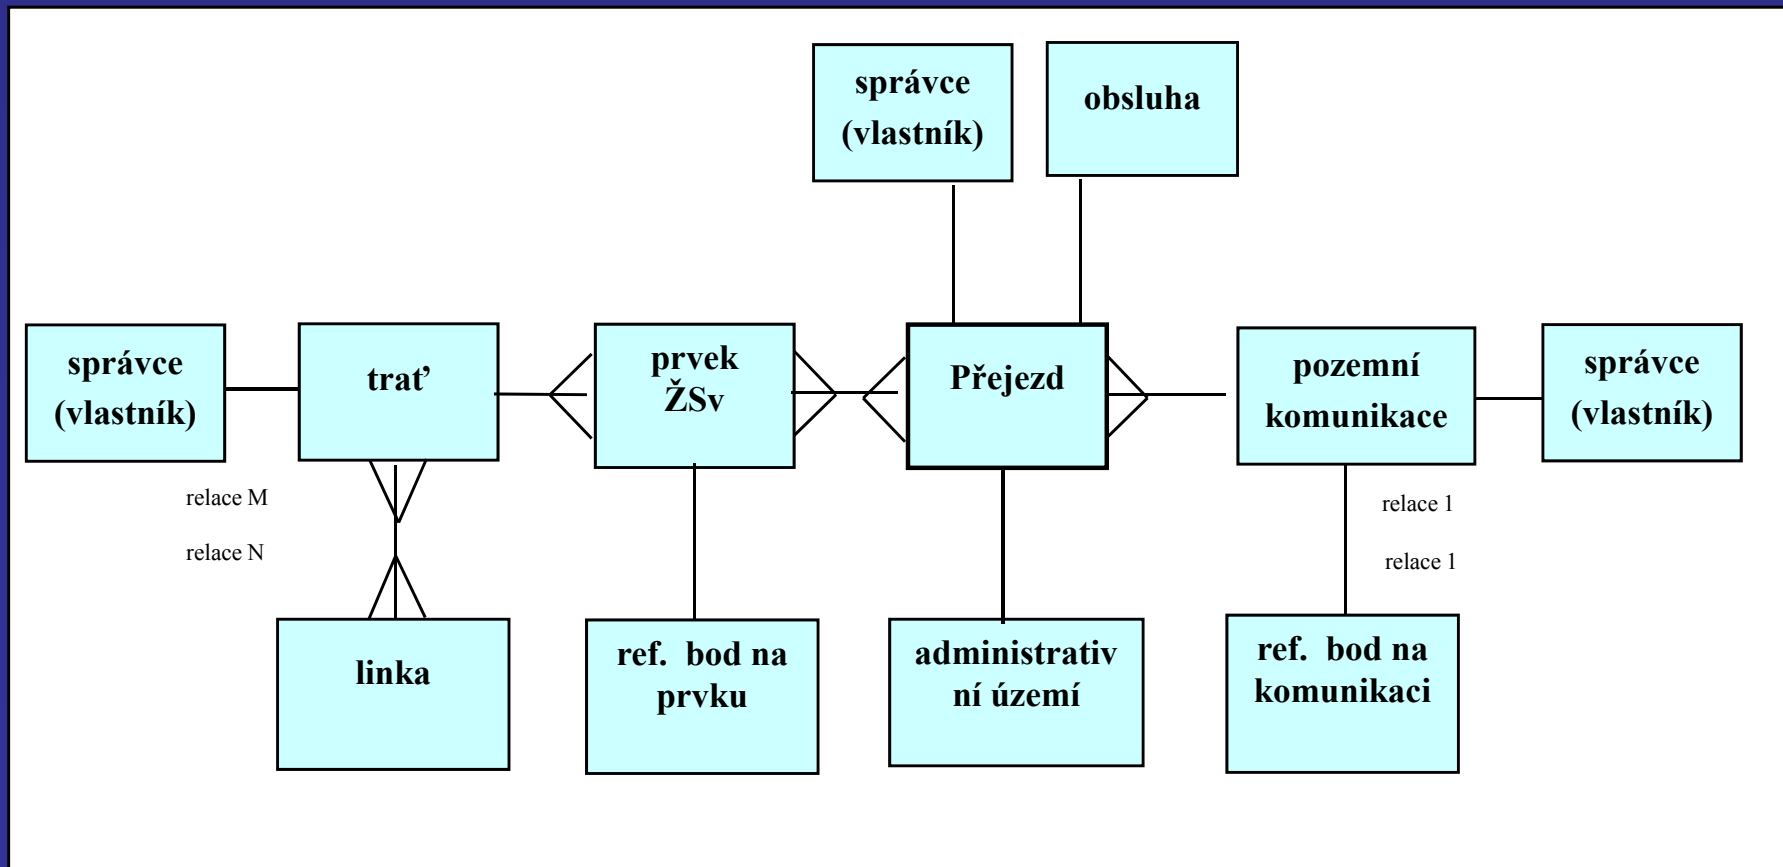 správce
(vlastník)
obsluha
správce
(vlastník)
trať
prvek
ŽSv
Přejezd
pozemní
komunikace
správce
(vlastník)
relace M
relace N
relace 1
relace 1
linka
ref. bod na
prvku
administrativ
ní území
ref. bod na
komunikaci